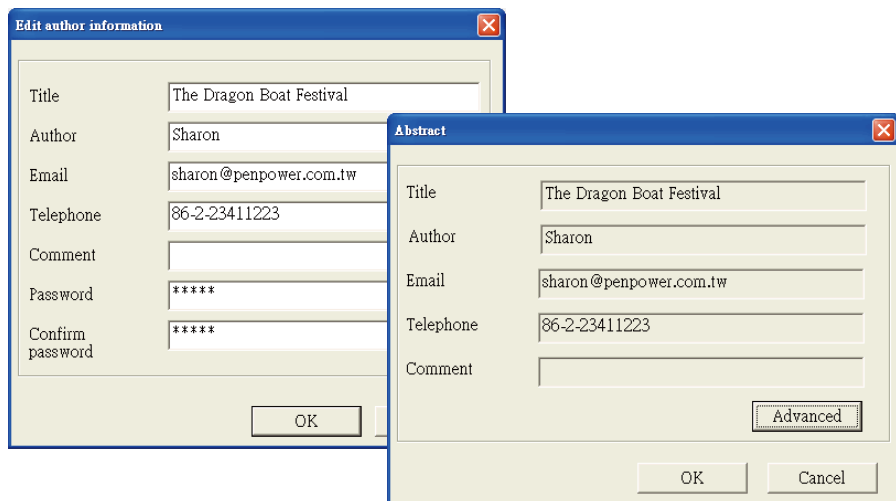 Edit author information
Title The Dragon Boat Festival
Author Sharon
Email sharon@penpower.com.tw
Telephone 86-2-23411223
Comment
Password *****
Confirm *****
password
OK
Abstract
Title The Dragon Boat Festival
Author Sharon
Email sharon@penpower.com.tw
Telephone 86-2-23411223
Comment
Advanced
OK Cancel